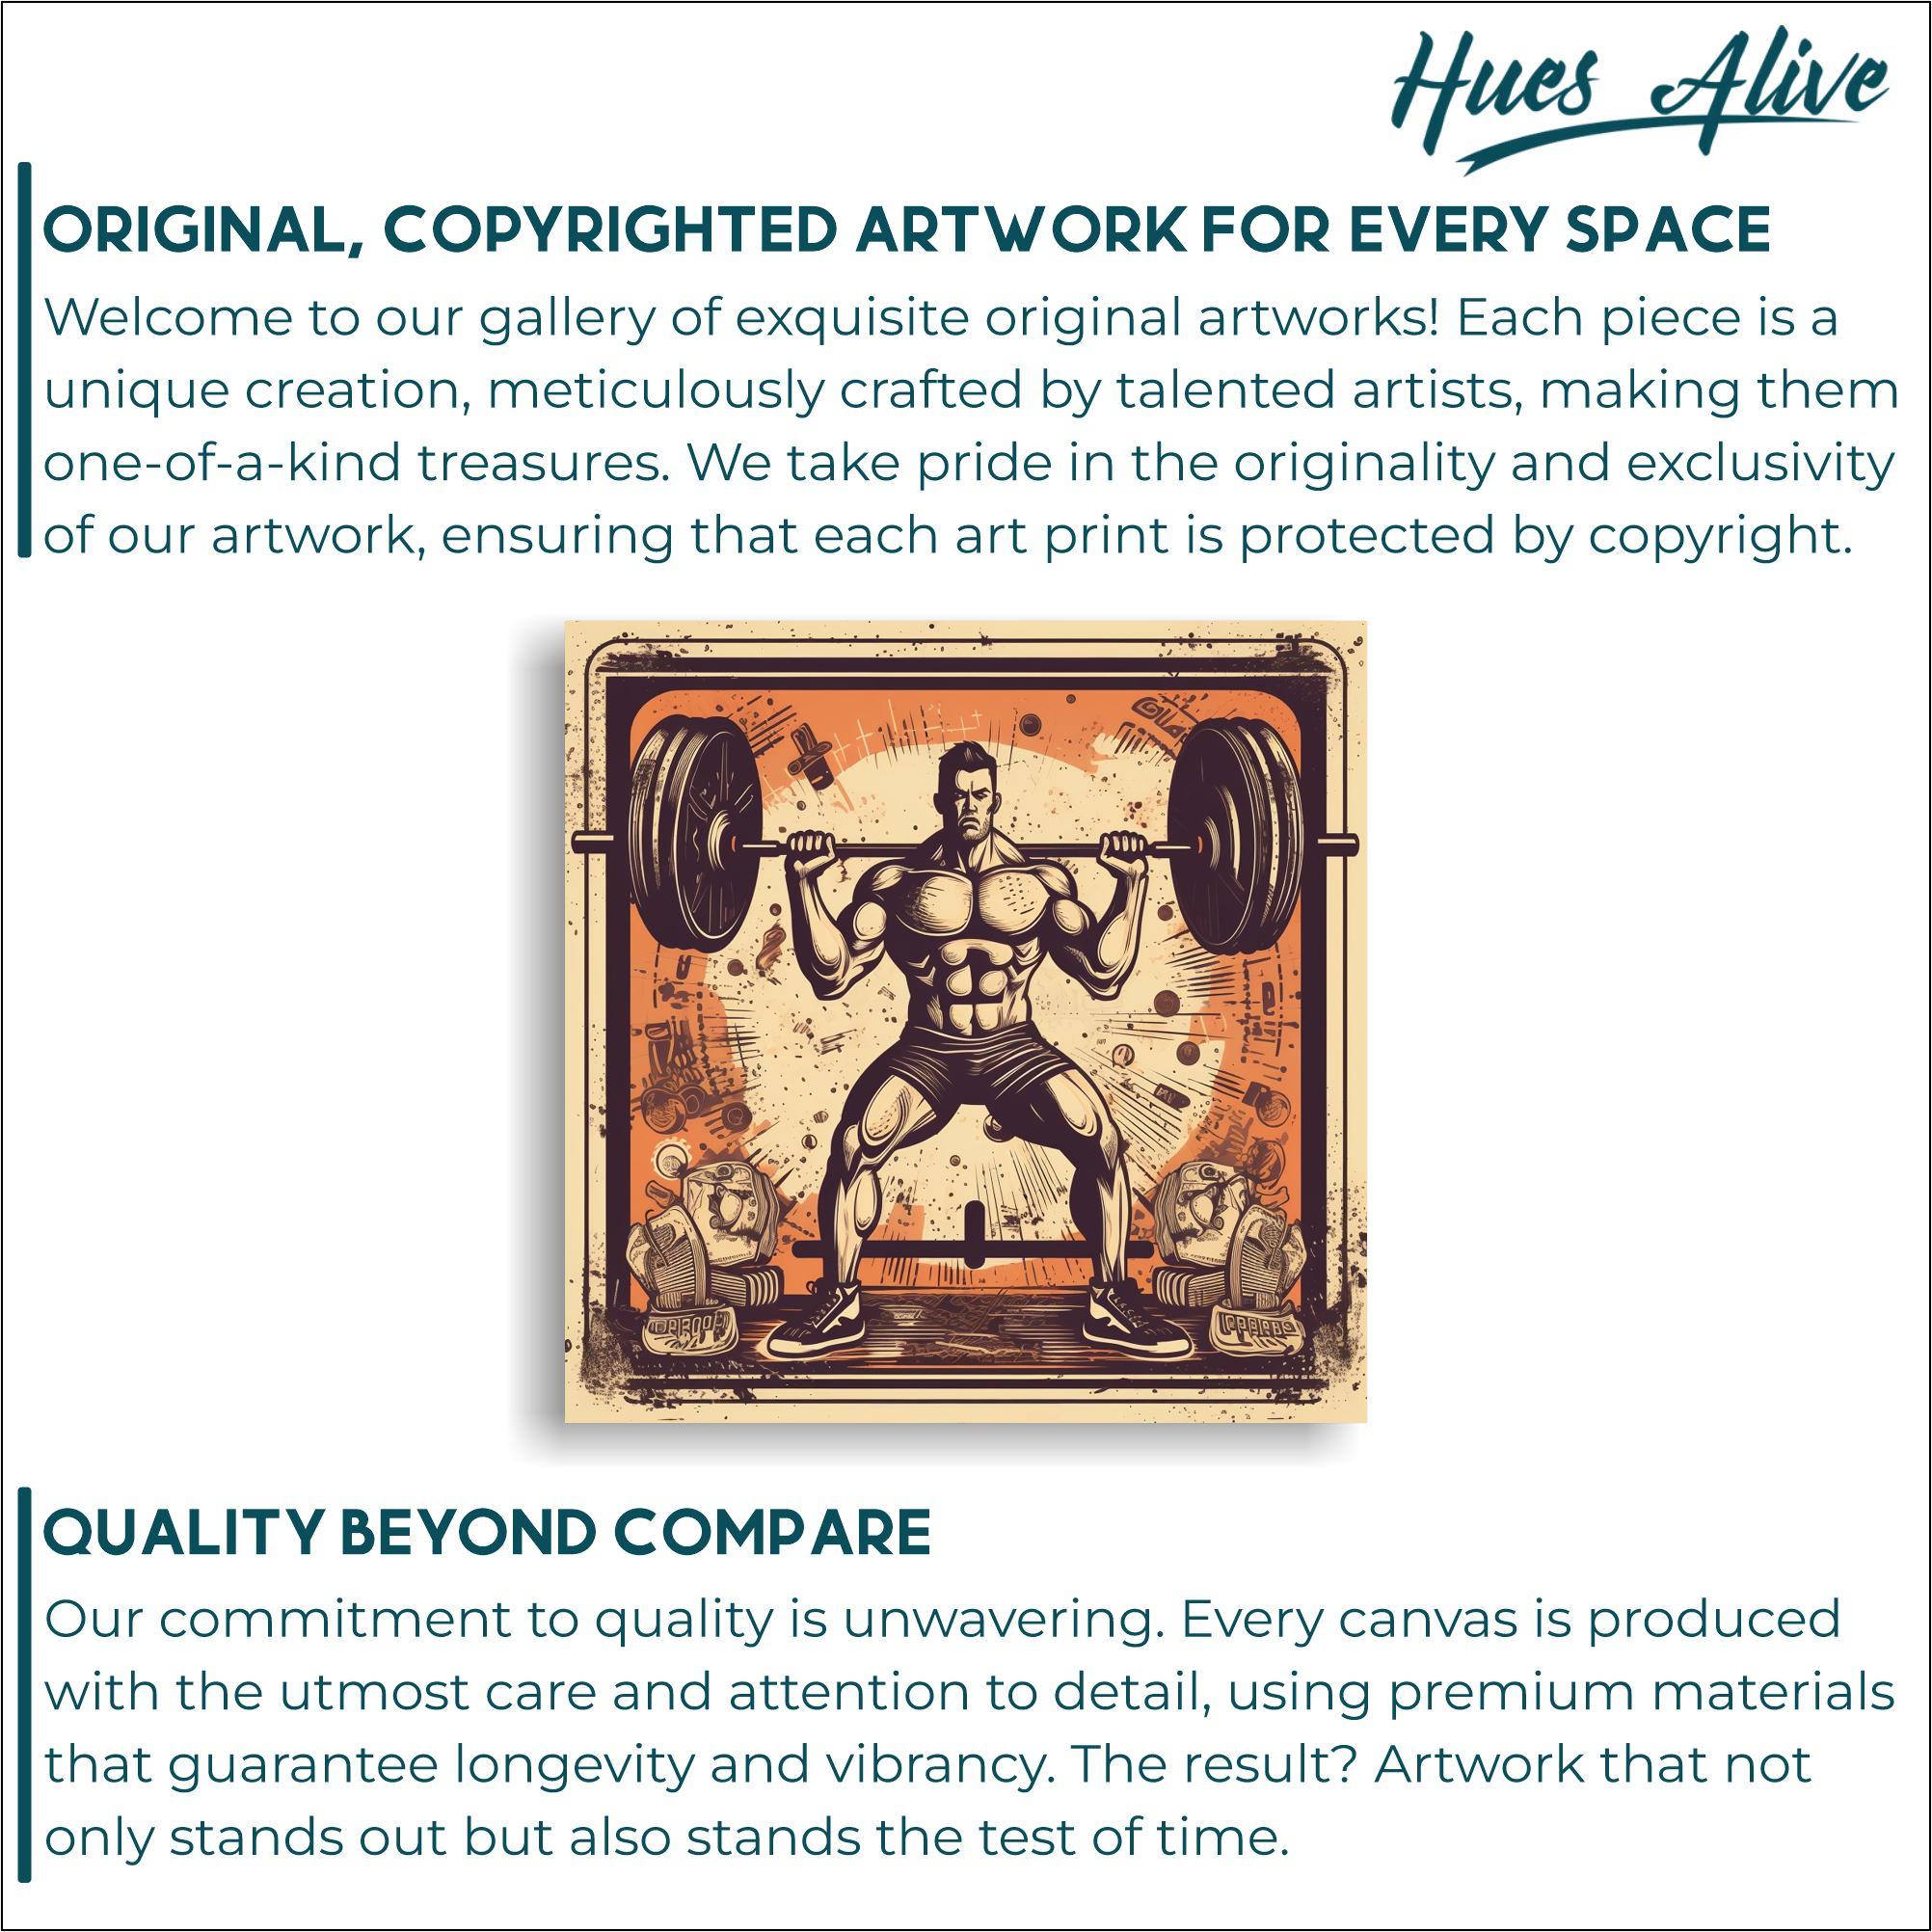 Hues Alive
ORIGINAL, COPYRIGHTED ARTWORK FOR EVERY SPACE
Welcome to our gallery of exquisite original artworks! Each piece is a
unique creation, meticulously crafted by talented artists, making them
one-of-a-kind treasures. We take pride in the originality and exclusivity
of our artwork, ensuring that each art print is protected by copyright.
QUALITY BEYOND COMPARE
Our commitment to quality is unwavering. Every canvas is produced
with the utmost care and attention to detail, using premium materials
that guarantee longevity and vibrancy. The result? Artwork that not
only stands out but also stands the test of time.